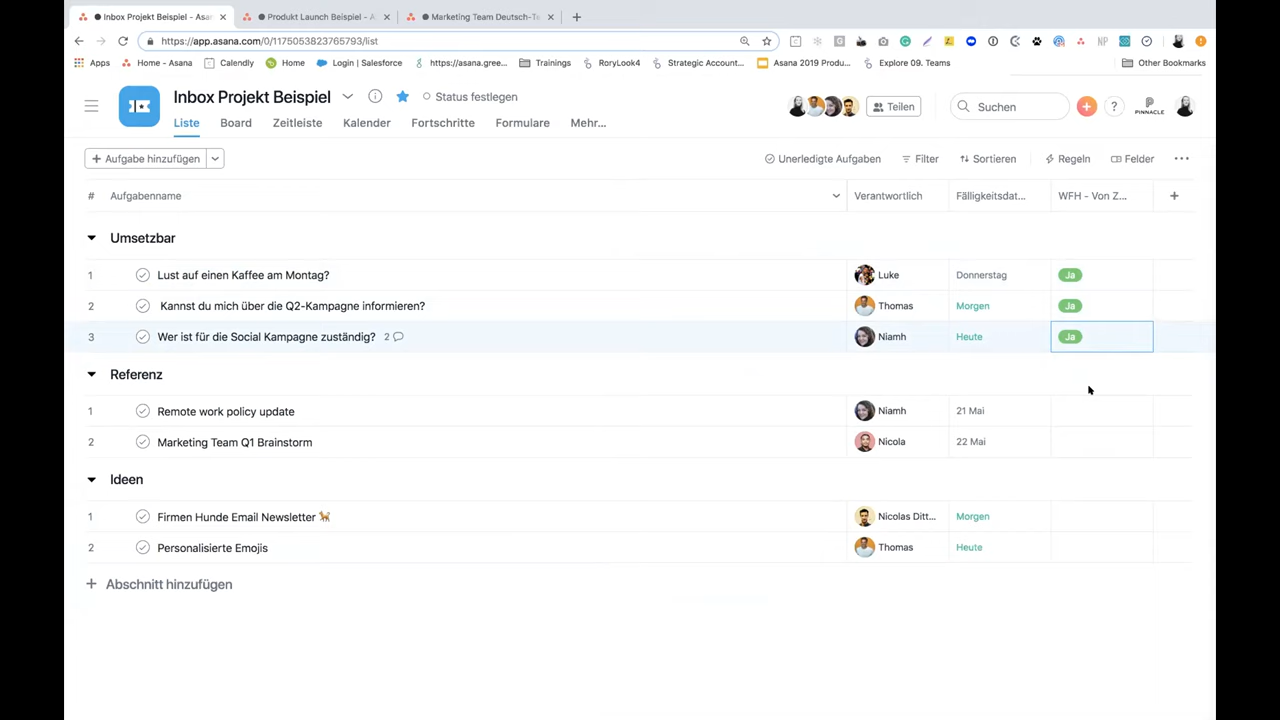 Inbox Projekt Beispiel - Asan
Produkt Launch Beispiel - A
Marketing Team Deutsch-Te
https://app.asana.com/0/1175053823765793/list
Apps
Home - Asana
Calendly
Home
Login | Salesforce
https://asana.gree...
Trainings
RoryLook4
Strategic Account...
Asana 2019 Produ...
Explore 09. Teams
Other Bookmarks
Inbox Projekt Beispiel
Status festlegen
Teilen
Suchen
PINNACLE
Liste
Board
Zeitleiste
Kalender
Fortschritte
Formulare
Mehr...
+ Aufgabe hinzufügen
Unerledigte Aufgaben
Filter
Sortieren
Regeln
Felder
# Aufgabenname Verantwortlich Fälligkeitsdat... WFH - Von Z... +
Umsetzbar
1 Lust auf einen Kaffee am Montag? Luke Donnerstag Ja
2 Kannst du mich über die Q2-Kampagne informieren? Thomas Morgen Ja
3 Wer ist für die Social Kampagne zuständig? 2 Niamh Heute Ja
Referenz
1 Remote work policy update Niamh 21 Mai
2 Marketing Team Q1 Brainstorm Nicola 22 Mai
Ideen
1 Firmen Hunde Email Newsletter 🐕 Nicolas Ditt... Morgen
2 Personalisierte Emojis Thomas Heute
+ Abschnitt hinzufügen